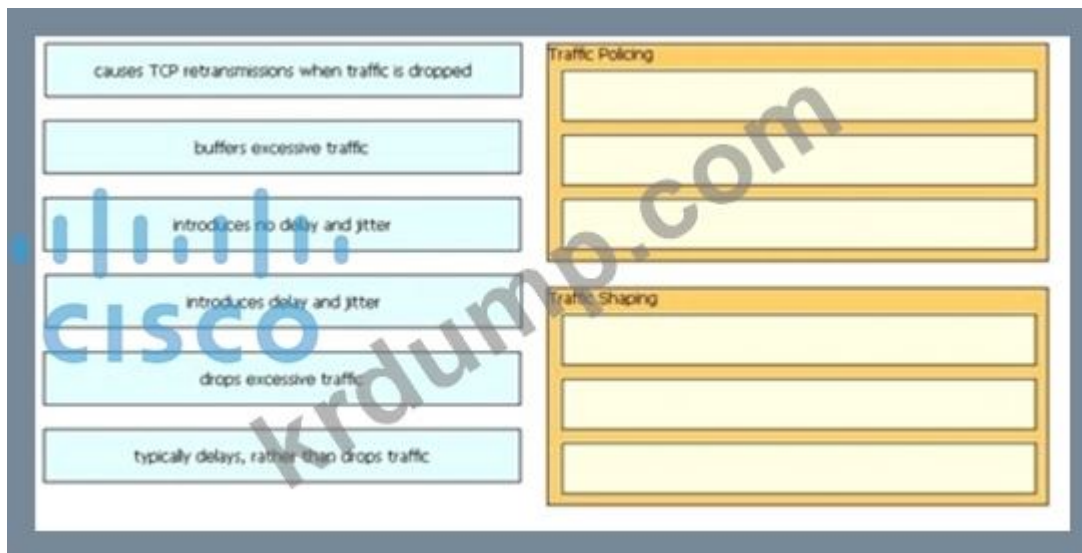 causes TCP retransmissions when traffic is dropped
buffers excessive traffic
introduces no delay and jitter
introduces delay and jitter
drops excessive traffic
typically delays, rather than drops traffic
Traffic Policing
Traffic Shaping
CISCO
krdump.com